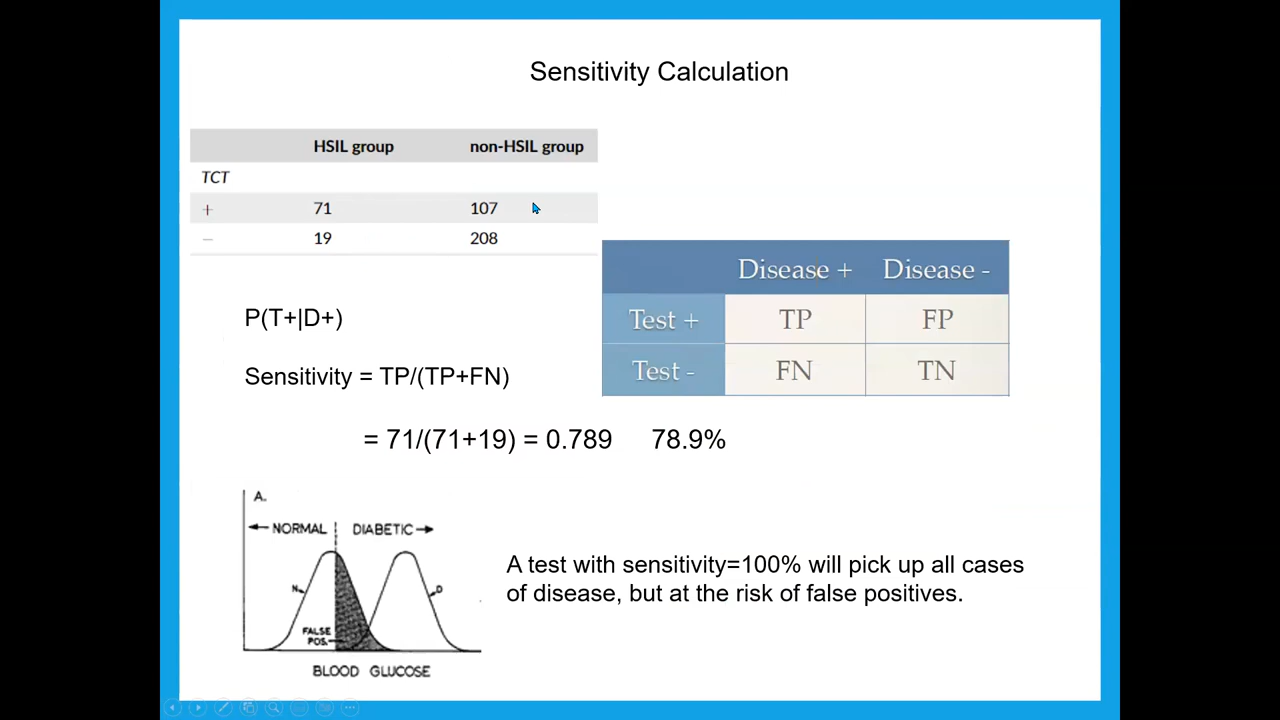 Sensitivity Calculation
HSIL group non-HSIL group
TCT
+ 71 107
− 19 208
Disease + Disease -
Test + TP FP
Test - FN TN
P(T+|D+)
Sensitivity = TP/(TP+FN)
= 71/(71+19) = 0.789 78.9%
A.
NORMAL DIABETIC
N
D
FALSE
POS.
BLOOD GLUCOSE
A test with sensitivity=100% will pick up all cases
of disease, but at the risk of false positives.